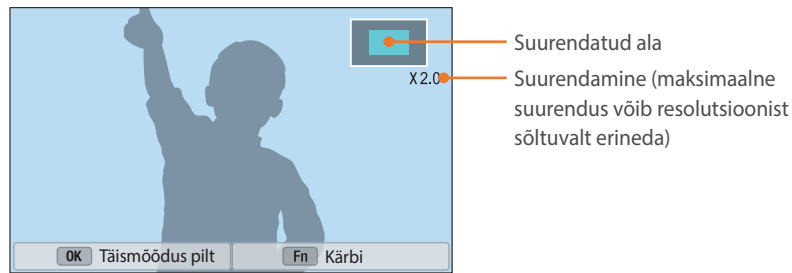 Suurendatud ala
X 2.0
Suurendamine (maksimaalne
suurendus võib resolutsioonist
sõltuvalt erineda)
OK Täismõõdus pilt
Fn Kärbi